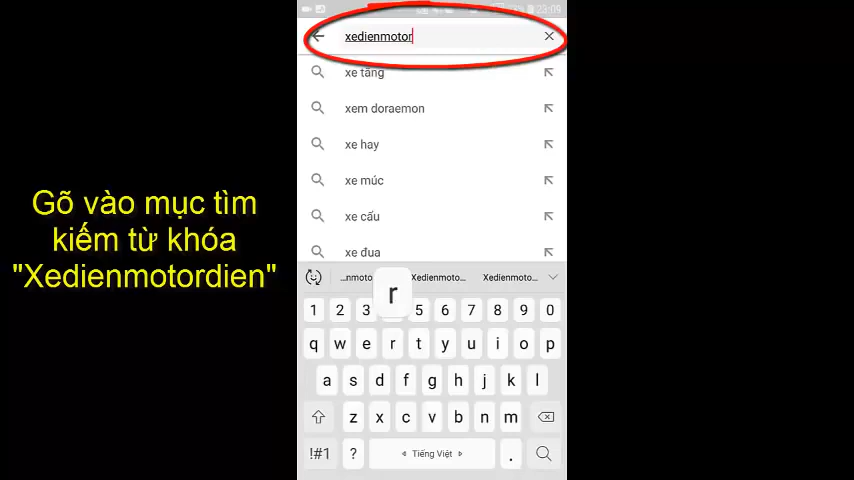 23:09
xedienmotor
xe tăng
xem doraemon
xe hay
xe múc
xe cẩu
xe đua
Gõ vào mục tìm
kiếm từ khóa
"Xedienmotordien"
...nmoto... Xedienmoto... Xedienmoto...
r
1 2 3 5 6 7 8 9 0
q w e r t y u i o p
a s d f g h j k l
z x c v b n m
!#1 ? Tiếng Việt .